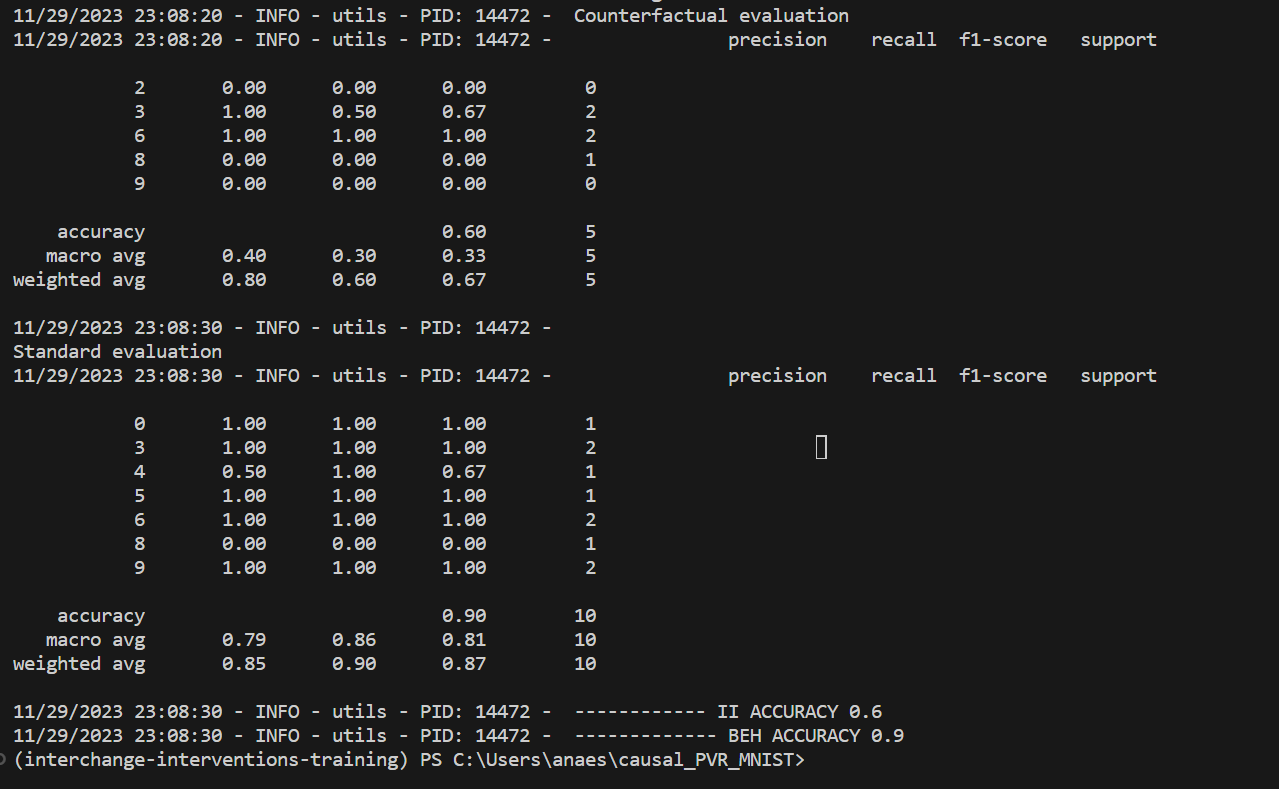 11/29/2023 23:08:20 - INFO - utils - PID: 14472 -  Counterfactual evaluation
11/29/2023 23:08:20 - INFO - utils - PID: 14472 -                precision    recall  f1-score   support

           2       0.00      0.00      0.00         0
           3       1.00      0.50      0.67         2
           6       1.00      1.00      1.00         2
           8       0.00      0.00      0.00         1
           9       0.00      0.00      0.00         0

    accuracy                           0.60         5
   macro avg       0.40      0.30      0.33         5
weighted avg       0.80      0.60      0.67         5

11/29/2023 23:08:30 - INFO - utils - PID: 14472 -
Standard evaluation
11/29/2023 23:08:30 - INFO - utils - PID: 14472 -                precision    recall  f1-score   support

           0       1.00      1.00      1.00         1
           3       1.00      1.00      1.00         2
           4       0.50      1.00      0.67         1
           5       1.00      1.00      1.00         1
           6       1.00      1.00      1.00         2
           8       0.00      0.00      0.00         1
           9       1.00      1.00      1.00         2

    accuracy                           0.90        10
   macro avg       0.79      0.86      0.81        10
weighted avg       0.85      0.90      0.87        10

11/29/2023 23:08:30 - INFO - utils - PID: 14472 -  ------------ II ACCURACY 0.6
11/29/2023 23:08:30 - INFO - utils - PID: 14472 -  ------------- BEH ACCURACY 0.9
(interchange-interventions-training) PS C:\Users\anaes\causal_PVR_MNIST>